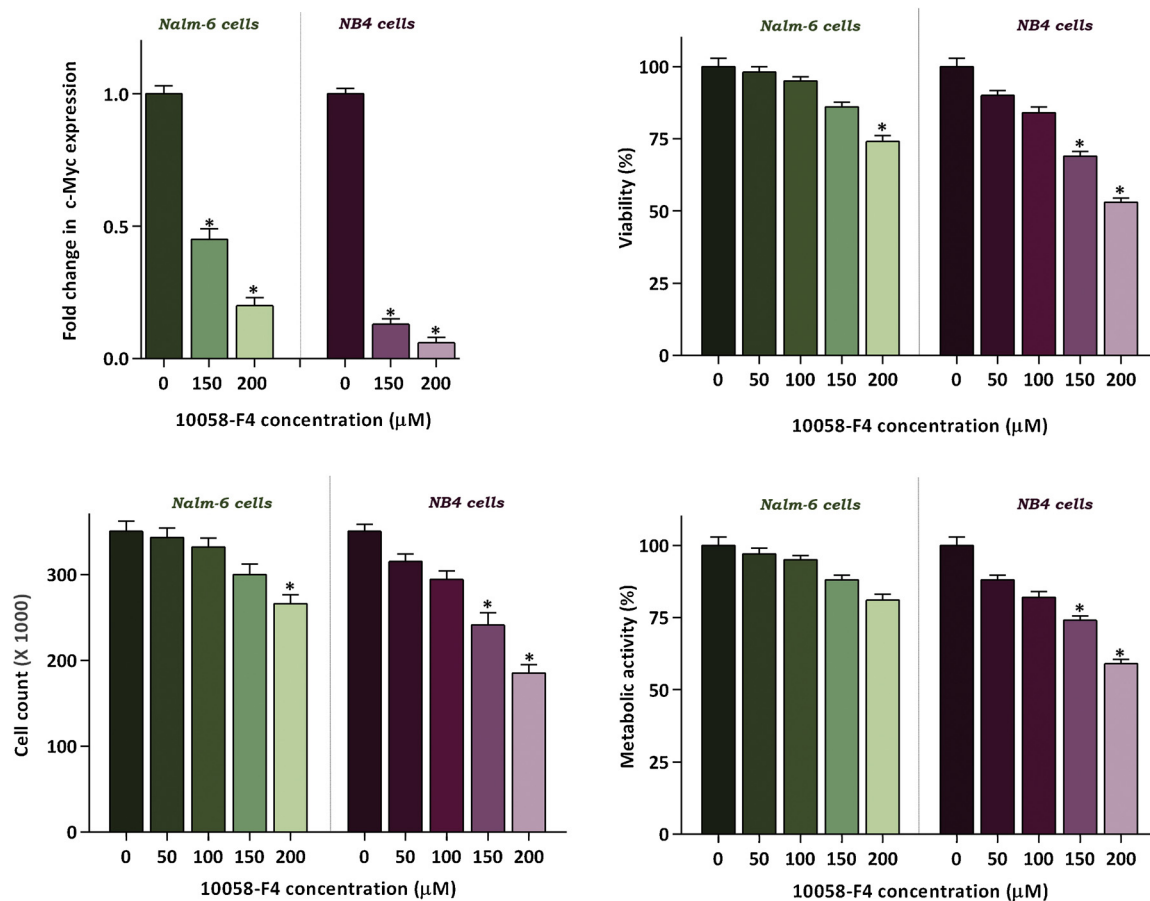 Nalm-6 cells
NB4 cells
Fold change in c-Myc expression
1.0
0.5
0.0
*
*
*
*
0 150 200 0 150 200
10058-F4 concentration (µM)
Nalm-6 cells
NB4 cells
Viability (%)
100
75
50
25
0
*
*
*
0 50 100 150 200 0 50 100 150 200
10058-F4 concentration (µM)
Nalm-6 cells
NB4 cells
Cell count (X 1000)
300
200
100
0
*
*
*
0 50 100 150 200 0 50 100 150 200
10058-F4 concentration (µM)
Nalm-6 cells
NB4 cells
Metabolic activity (%)
100
75
50
25
0
*
*
0 50 100 150 200 0 50 100 150 200
10058-F4 concentration (µM)